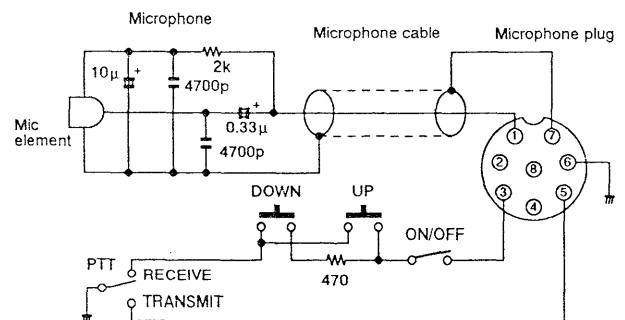 Microphone
Microphone cable
Microphone plug
2k
10μ
+
4700p
+
0.33μ
4700p
Mic
element
1
7
2
8
6
3
5
4
DOWN
UP
ON/OFF
470
PTT
RECEIVE
TRANSMIT